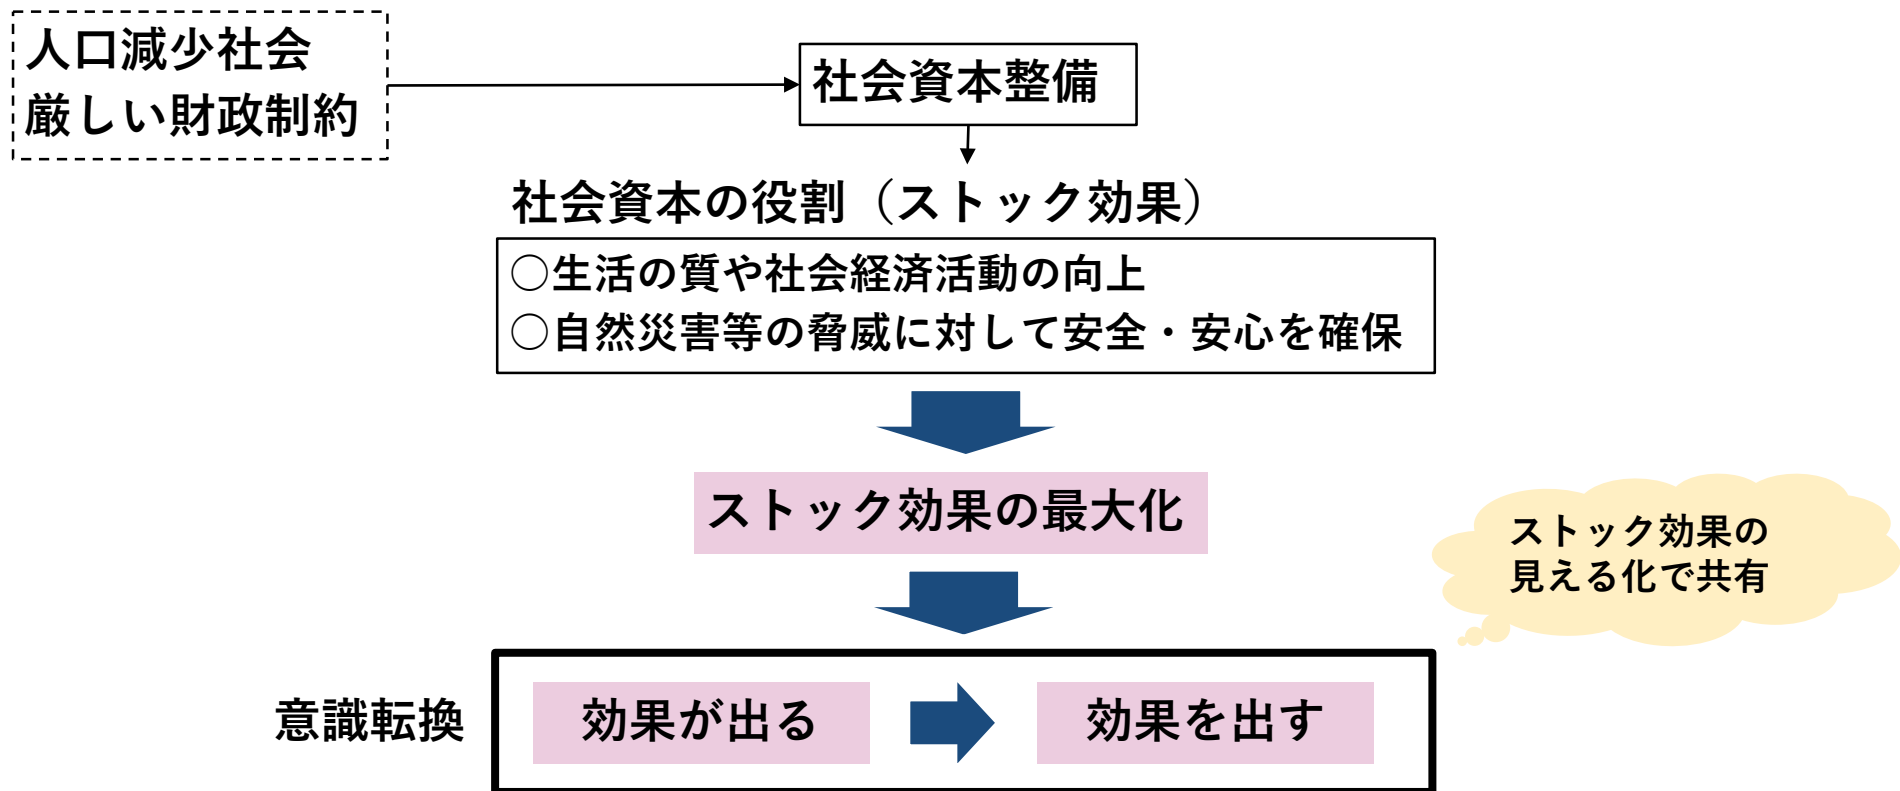 人口減少社会
厳しい財政制約
社会資本整備
社会資本の役割（ストック効果）
○生活の質や社会経済活動の向上
○自然災害等の脅威に対して安全・安心を確保
ストック効果の最大化
ストック効果の
見える化で共有
意識転換
効果が出る
効果を出す